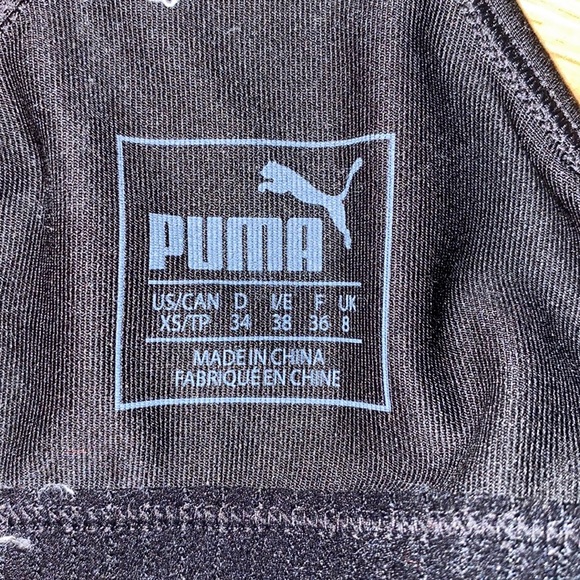 PUMA
US/CAN D I/E F UK
XS/TP 34 38 36 8
MADE IN CHINA
FABRIQUÉ EN CHINE